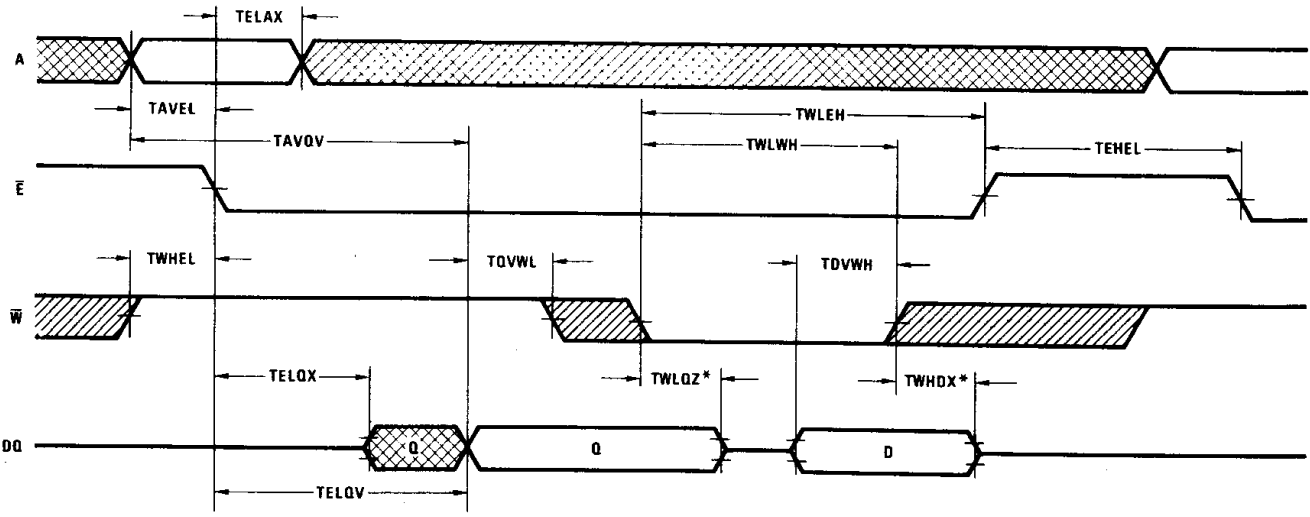 TELAX
A
TAVEL
TWLEH
TAVQV
TWLWH
TEHEL
E
TWHEL
TQVWL
TDVWH
W
TELQX
TWLQZ*
TWHDX*
DQ
Q
Q
D
TELQV